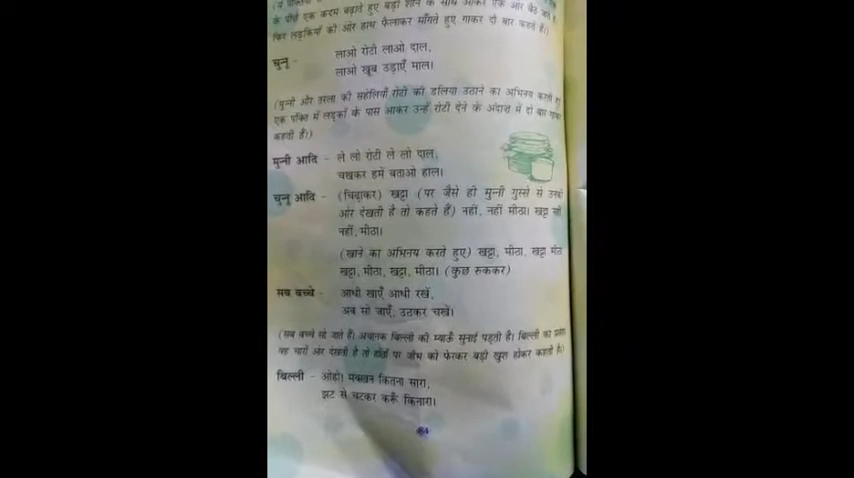 के पीछे एक कदम बढ़ाते हुए बड़ी शान के साथ आकर एक ओर बैठ जाते हैं,
फिर लड़कियों की ओर हाथ फैलाकर माँगते हुए गाकर दो बार कहते हैं।)
चुनू - लाओ रोटी लाओ दाल,
लाओ खूब उड़ाएँ माल।
(मुन्नी और तरला की सहेलियाँ रोटी की डलिया उठाने का अभिनय करती हुई
एक पंक्ति में लड़कों के पास आकर उन्हें रोटी देने के अंदाज़ में दो बार गाकर
कहती हैं।)
मुन्नी आदि - ले लो रोटी ले लो दाल,
चखकर हमें बताओ हाल।
चुनू आदि - (चिढ़ाकर) खट्टा (पर जैसे ही मुन्नी गुस्से से उनकी
ओर देखती है तो कहते हैं) नहीं, नहीं मीठा। खट्टा नहीं
नहीं, मीठा।
(खाने का अभिनय करते हुए) खट्टा, मीठा, खट्टा मीठा
खट्टा, मीठा, खट्टा, मीठा। (कुछ रुककर)
सब बच्चे - आधी खाएँ आधी रखें,
अब सो जाएँ, उठकर चखें।
(सब बच्चे सो जाते हैं। अचानक बिल्ली की म्याऊँ सुनाई पड़ती है। बिल्ली का प्रवेश।
वह चारों ओर देखती है तो होंठों पर जीभ को फेरकर बड़ी खुश होकर कहती है।)
बिल्ली - ओहो! मक्खन कितना सारा,
झट से चटकर करूँ किनारा।
64